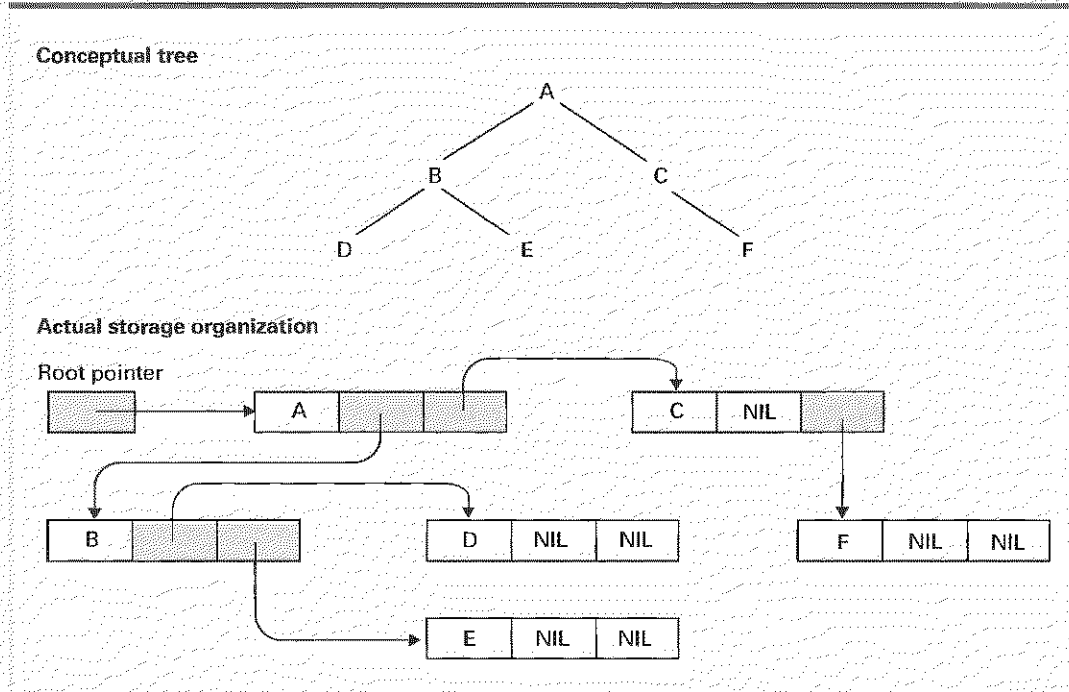 Conceptual tree
A
B C
D E F
Actual storage organization
Root pointer
A C NIL
B D NIL NIL F NIL NIL
E NIL NIL